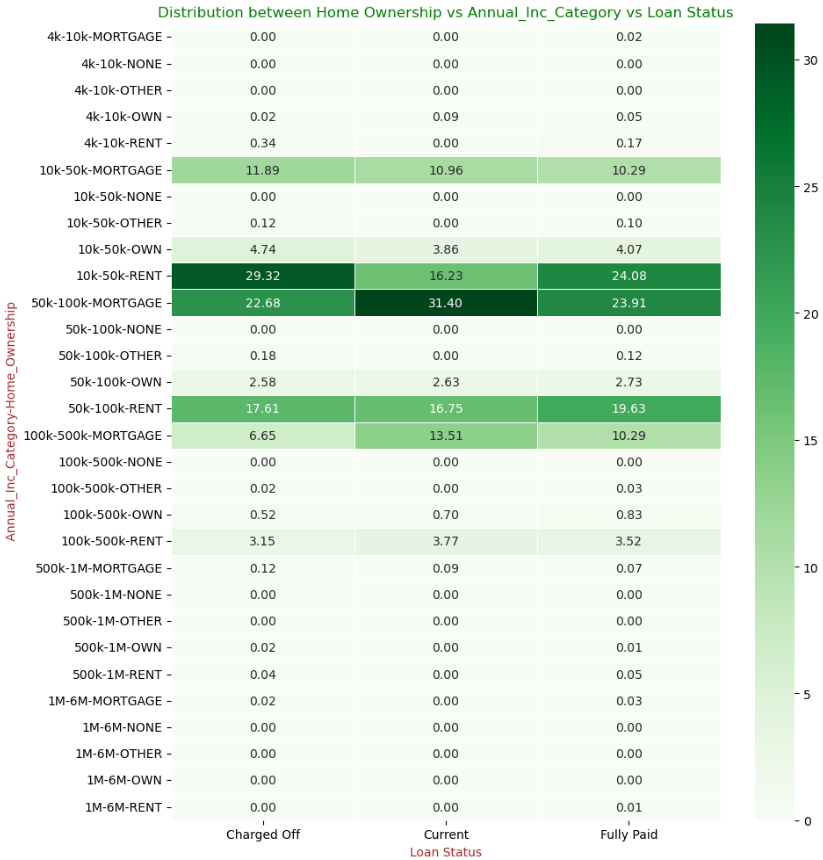 Distribution between Home Ownership vs Annual_Inc_Category vs Loan Status
4k-10k-MORTGAGE 0.00 0.00 0.02
4k-10k-NONE 0.00 0.00 0.00
4k-10k-OTHER 0.00 0.00 0.00
4k-10k-OWN 0.02 0.09 0.05
4k-10k-RENT 0.34 0.00 0.17
10k-50k-MORTGAGE 11.89 10.96 10.29
10k-50k-NONE 0.00 0.00 0.00
10k-50k-OTHER 0.12 0.00 0.10
10k-50k-OWN 4.74 3.86 4.07
10k-50k-RENT 29.32 16.23 24.08
50k-100k-MORTGAGE 22.68 31.40 23.91
50k-100k-NONE 0.00 0.00 0.00
50k-100k-OTHER 0.18 0.00 0.12
50k-100k-OWN 2.58 2.63 2.73
50k-100k-RENT 17.61 16.75 19.63
100k-500k-MORTGAGE 6.65 13.51 10.29
100k-500k-NONE 0.00 0.00 0.00
100k-500k-OTHER 0.02 0.00 0.03
100k-500k-OWN 0.52 0.70 0.83
100k-500k-RENT 3.15 3.77 3.52
500k-1M-MORTGAGE 0.12 0.09 0.07
500k-1M-NONE 0.00 0.00 0.00
500k-1M-OTHER 0.00 0.00 0.00
500k-1M-OWN 0.02 0.00 0.01
500k-1M-RENT 0.04 0.00 0.05
1M-6M-MORTGAGE 0.02 0.00 0.03
1M-6M-NONE 0.00 0.00 0.00
1M-6M-OTHER 0.00 0.00 0.00
1M-6M-OWN 0.00 0.00 0.00
1M-6M-RENT 0.00 0.00 0.01
Charged Off Current Fully Paid
Loan Status
Annual_Inc_Category-Home_Ownership
30
25
20
15
10
5
0